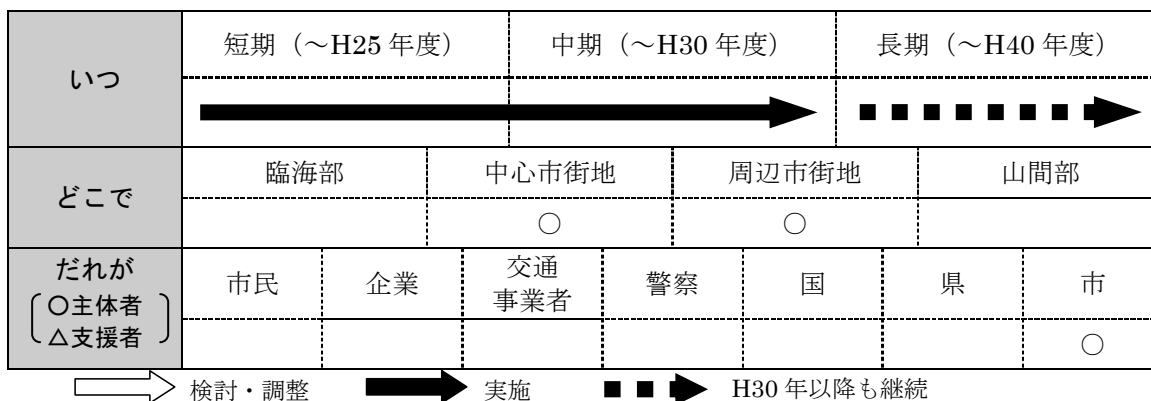 いつ
短期（～H25 年度） 中期（～H30 年度） 長期（～H40 年度）
どこで
臨海部 中心市街地 周辺市街地 山間部
○ ○
だれが
○主体者
△支援者
市民 企業 交通事業者 警察 国 県 市
○
検討・調整 実施 H30 年以降も継続